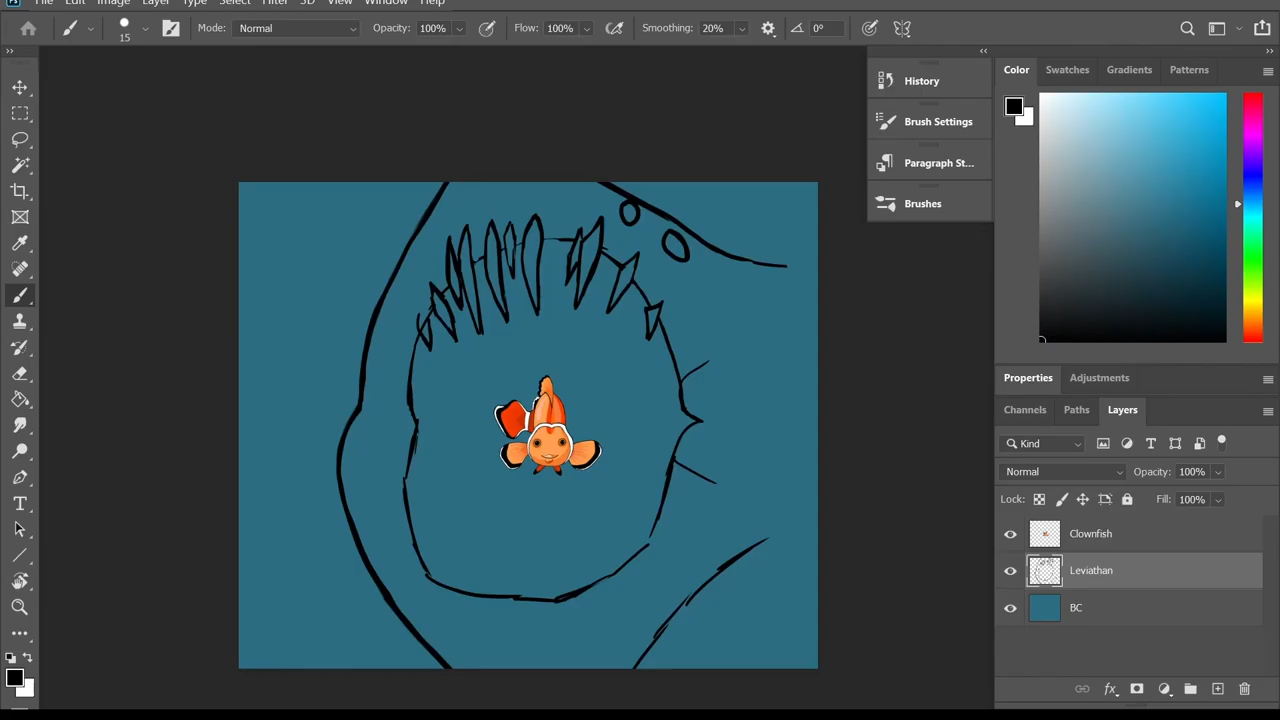 Ps File Edit Image Layer Type Select Filter 3D View Window Help
15 Mode: Normal Opacity: 100% Flow: 100% Smoothing: 20% 0°
History
Brush Settings
Paragraph St...
Brushes
Color Swatches Gradients Patterns
Properties Adjustments
Channels Paths Layers
Kind
Normal Opacity: 100%
Lock: Fill: 100%
Clownfish
Leviathan
BC
fx